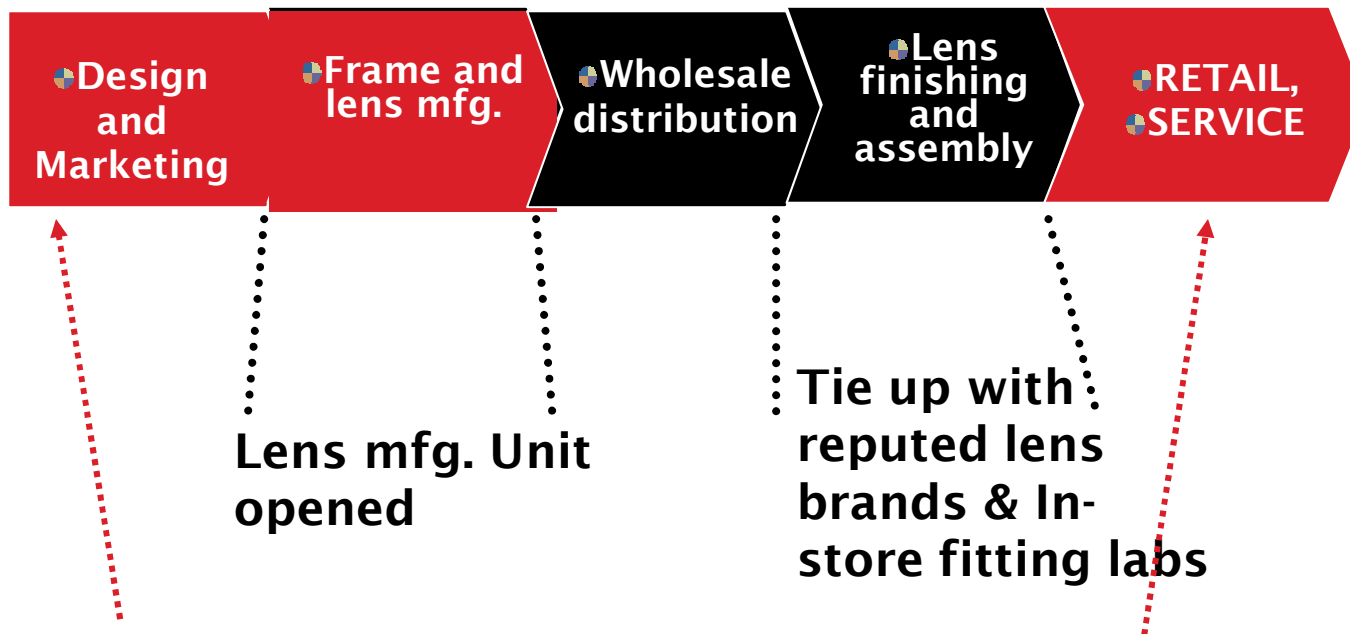 Design
and
Marketing
Frame and
lens mfg.
Wholesale
distribution
Lens
finishing
and
assembly
RETAIL,
SERVICE
Lens mfg. Unit
opened
Tie up with
reputed lens
brands & In-
store fitting labs